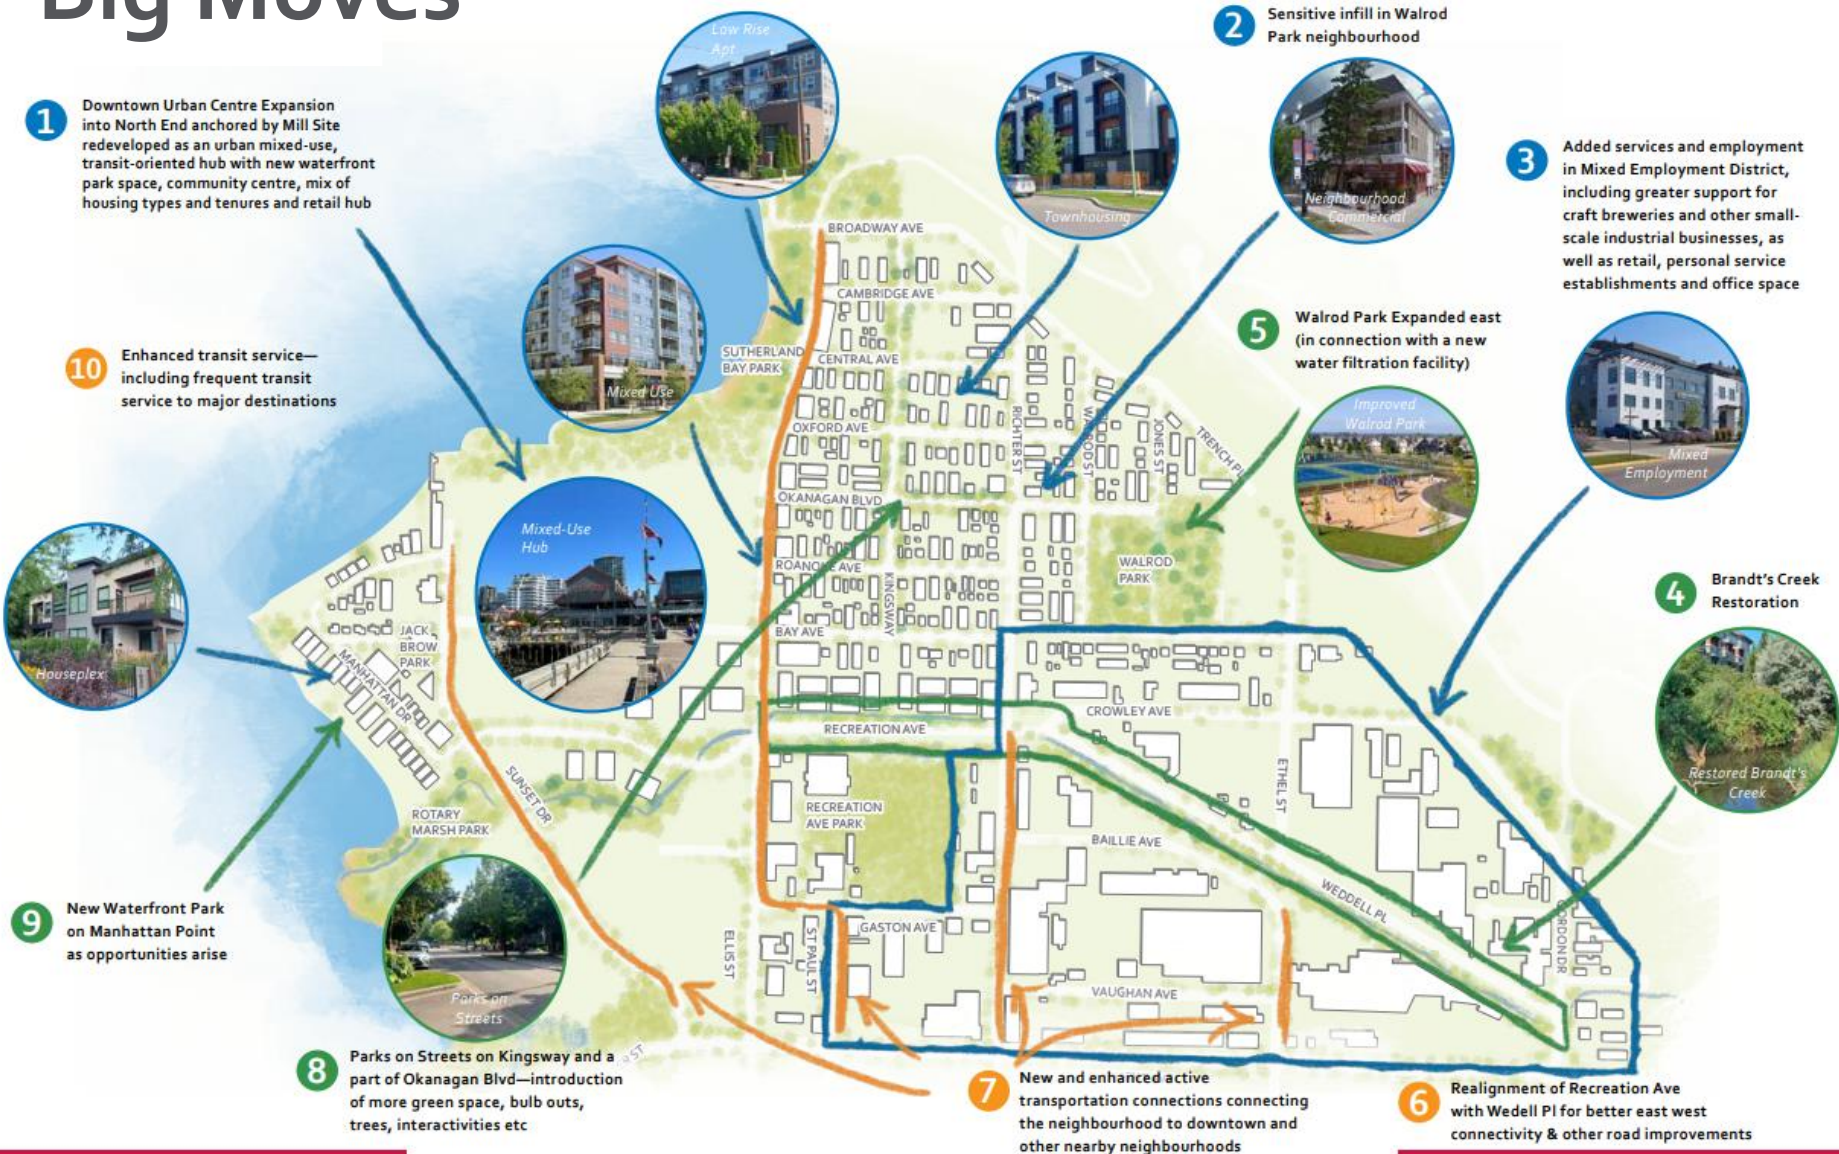 Big Moves
1
Downtown Urban Centre Expansion
into North End anchored by Mill Site
redeveloped as an urban mixed-use,
transit-oriented hub with new waterfront
park space, community centre, mix of
housing types and tenures and retail hub
Low Rise
Apt
Townhousing
2
Sensitive infill in Walrod
Park neighbourhood
Neighbourhood
Commercial
3
Added services and employment
in Mixed Employment District,
including greater support for
craft breweries and other small-
scale industrial businesses, as
well as retail, personal service
establishments and office space
Mixed
Employment
10
Enhanced transit service—
including frequent transit
service to major destinations
Mixed Use
5
Walrod Park Expanded east
(in connection with a new
water filtration facility)
Improved
Walrod Park
4
Brandt's Creek
Restoration
Restored Brandt's
Creek
Mixed-Use
Hub
Houseplex
BROADWAY AVE
CAMBRIDGE AVE
SUTHERLAND
BAY PARK
CENTRAL AVE
OXFORD AVE
RICHTER ST
WALROD ST
JONES ST
TRENCH PL
OKANAGAN BLVD
ROANOKE AVE
KINGSWAY
WALROD
PARK
BAY AVE
JACK
BROW
PARK
MANHATTAN DR
RECREATION AVE
CROWLEY AVE
SUNSET DR
ETHEL ST
ROTARY
MARSH PARK
RECREATION
AVE PARK
BAILLIE AVE
WEDDELL PL
GORDON DR
ELLIS ST
ST PAUL ST
GASTON AVE
VAUGHAN AVE
ST
9
New Waterfront Park
on Manhattan Point
as opportunities arise
Parks on
Streets
8
Parks on Streets on Kingsway and a
part of Okanagan Blvd—introduction
of more green space, bulb outs,
trees, interactivities etc
7
New and enhanced active
transportation connections connecting
the neighbourhood to downtown and
other nearby neighbourhoods
6
Realignment of Recreation Ave
with Wedell Pl for better east west
connectivity & other road improvements